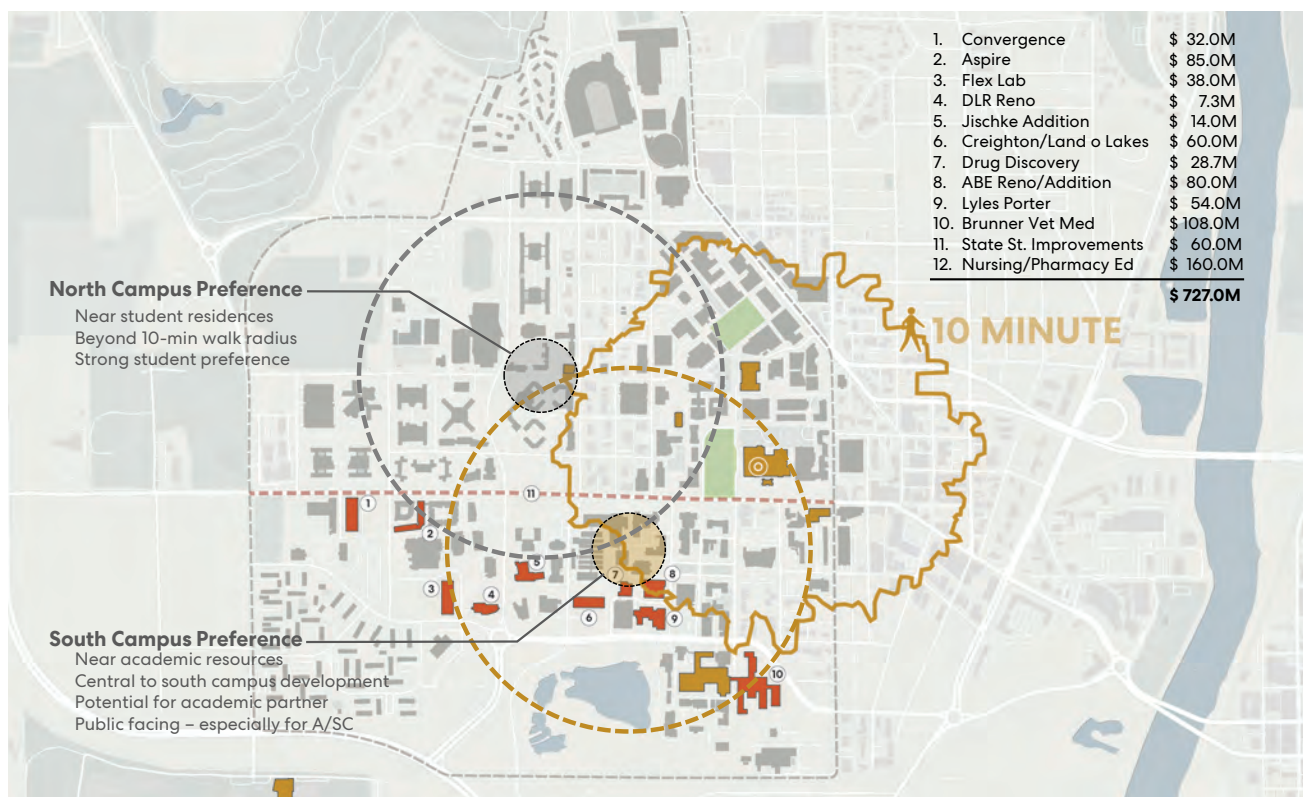 1. Convergence $ 32.0M
2. Aspire $ 85.0M
3. Flex Lab $ 38.0M
4. DLR Reno $ 7.3M
5. Jischke Addition $ 14.0M
6. Creighton/Land o Lakes $ 60.0M
7. Drug Discovery $ 28.7M
8. ABE Reno/Addition $ 80.0M
9. Lyles Porter $ 54.0M
10. Brunner Vet Med $ 108.0M
11. State St. Improvements $ 60.0M
12. Nursing/Pharmacy Ed $ 160.0M
$ 727.0M
North Campus Preference
Near student residences
Beyond 10-min walk radius
Strong student preference
10 MINUTE
11
1
2
5
7
8
3
4
6
9
10
South Campus Preference
Near academic resources
Central to south campus development
Potential for academic partner
Public facing – especially for A/SC